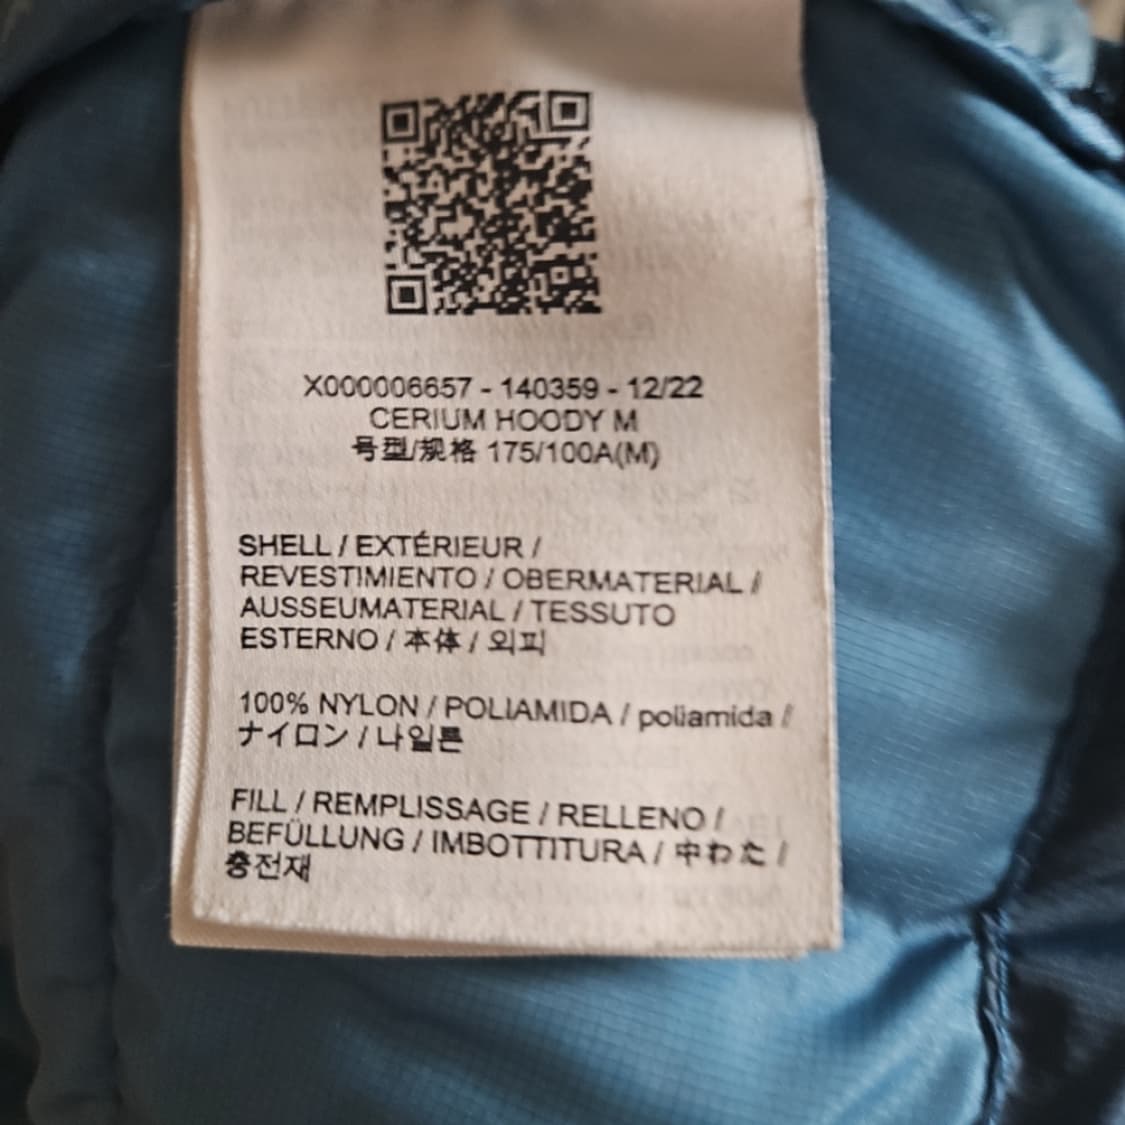 X000006657 - 140359 - 12/22
CERIUM HOODY M
号型/规格 175/100A(M)
SHELL / EXTÉRIEUR /
REVESTIMIENTO / OBERMATERIAL /
AUSSEUMATERIAL / TESSUTO
ESTERNO / 本体 / 외피
100% NYLON / POLIAMIDA / poliamida /
ナイロン / 나일론
FILL / REMPLISSAGE / RELLENO /
BEFÜLLUNG / IMBOTTITURA / 中わた /
충전재